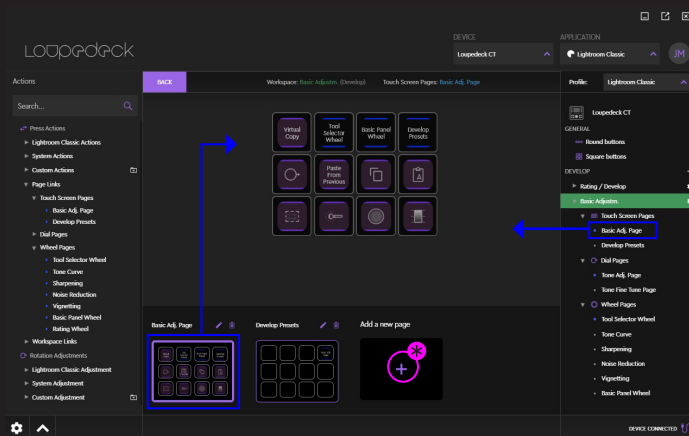 DEVICE
APPLICATION
Loupedeck
Loupedeck CT
Lightroom Classic
JM
Actions
BACK
Workspace: Basic Adjustm. (Develop)
Touch Screen Pages: Basic Adj. Page
Profile:
Lightroom Classic
Search...
Press Actions
Lightroom Classic Actions
System Actions
Custom Actions
Page Links
Touch Screen Pages
Basic Adj. Page
Develop Presets
Dial Pages
Wheel Pages
Tool Selector Wheel
Tone Curve
Sharpening
Noise Reduction
Vignetting
Basic Panel Wheel
Rating Wheel
Workspace Links
Rotation Adjustments
Lightroom Classic Adjustment
System Adjustment
Custom Adjustment
Virtual
Copy
Tool
Selector
Wheel
Basic Panel
Wheel
Develop
Presets
Paste
From
Previous
Basic Adj. Page
Develop Presets
Add a new page
Loupedeck CT
GENERAL
Round buttons
Square buttons
DEVELOP
Rating / Develop
Basic Adjustm.
Touch Screen Pages
Basic Adj. Page
Develop Presets
Dial Pages
Tone Adj. Page
Tone Fine Tune Page
Wheel Pages
Tool Selector Wheel
Tone Curve
Sharpening
Noise Reduction
Vignetting
Basic Panel Wheel
DEVICE CONNECTED